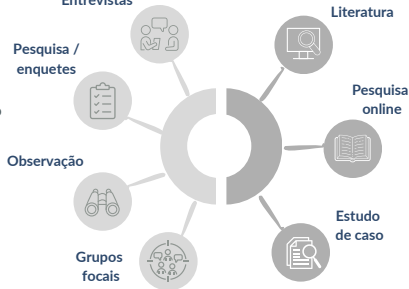 Entrevistas
Literatura
Pesquisa /
enquetes
Pesquisa
online
Observação
Estudo
de caso
Grupos
focais